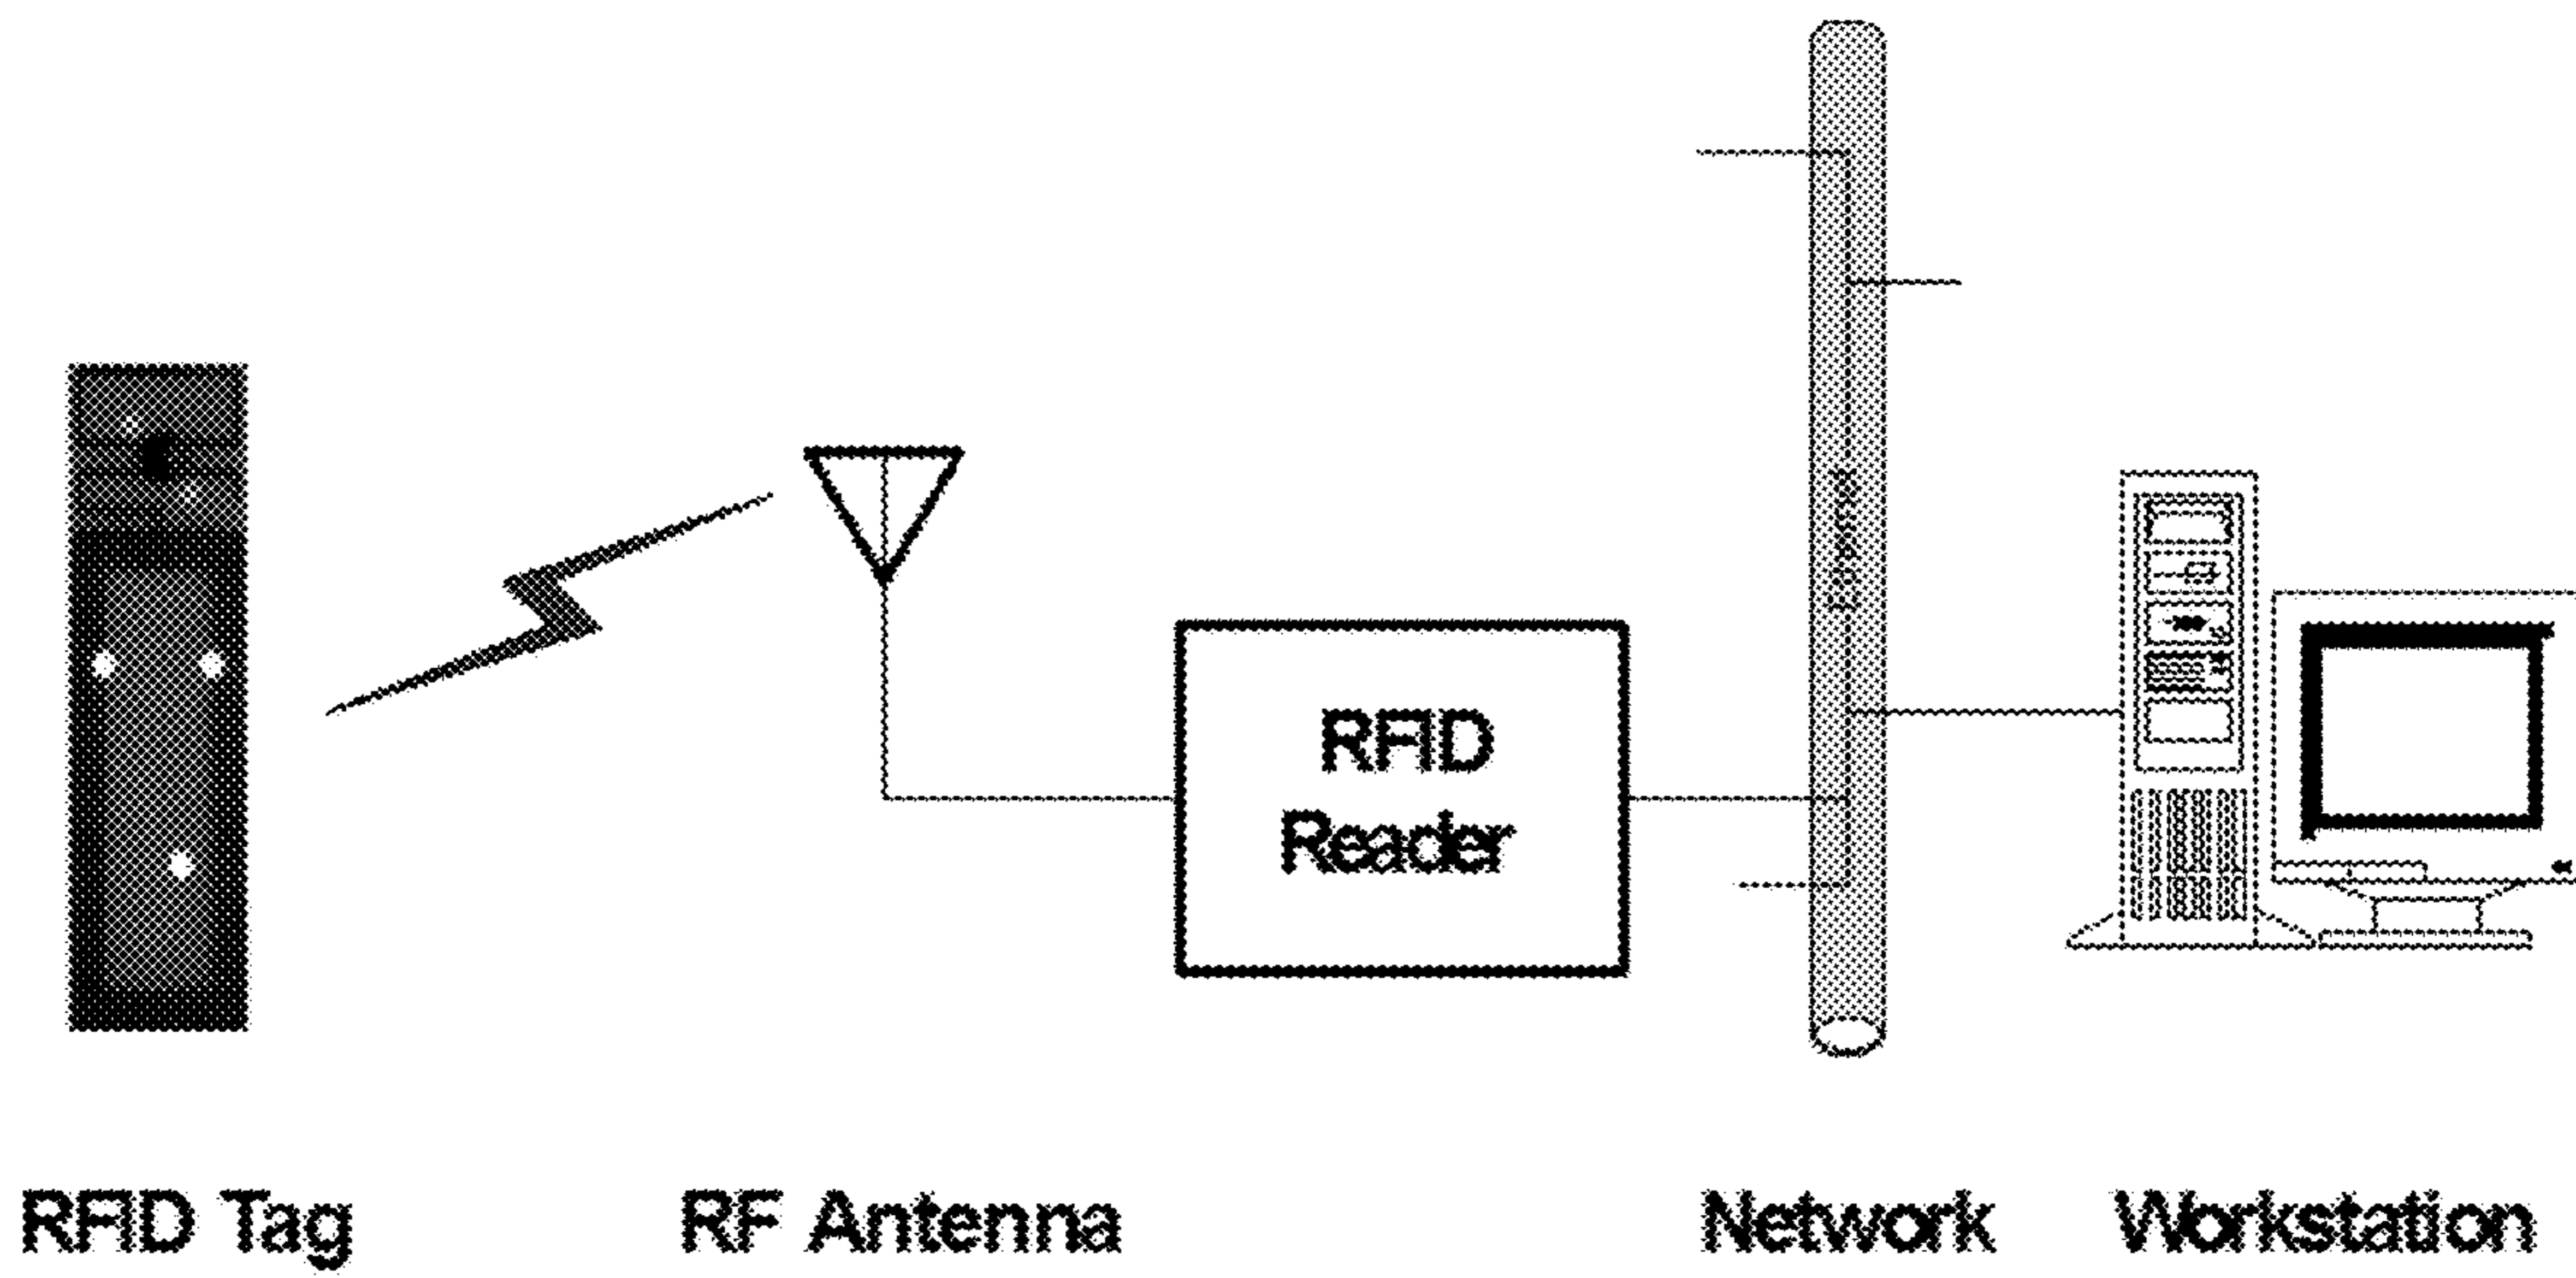 RFID
Reader
RFID Tag
RF Antenna
Network
Workstation